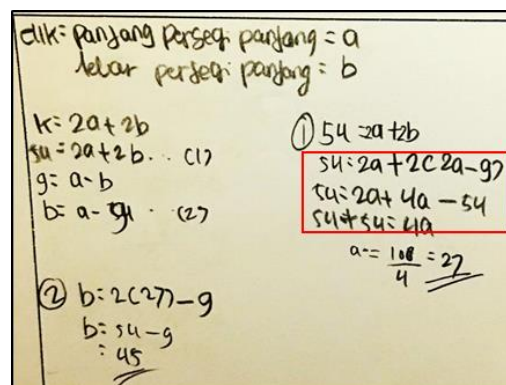 dik: panjang persegi panjang = a
lebar persegi panjang = b
k = 2a + 2b
54 = 2a + 2b ... (1)
9 = a - b
b = a - 9 . (2)
② b = 2(27) - 9
b = 54 - 9
= 45
① 54 = 2a + 2b
54 = 2a + 2(2a - 9)
54 = 2a + 4a - 54
54 + 54 = 4a
a = 108/4 = 27